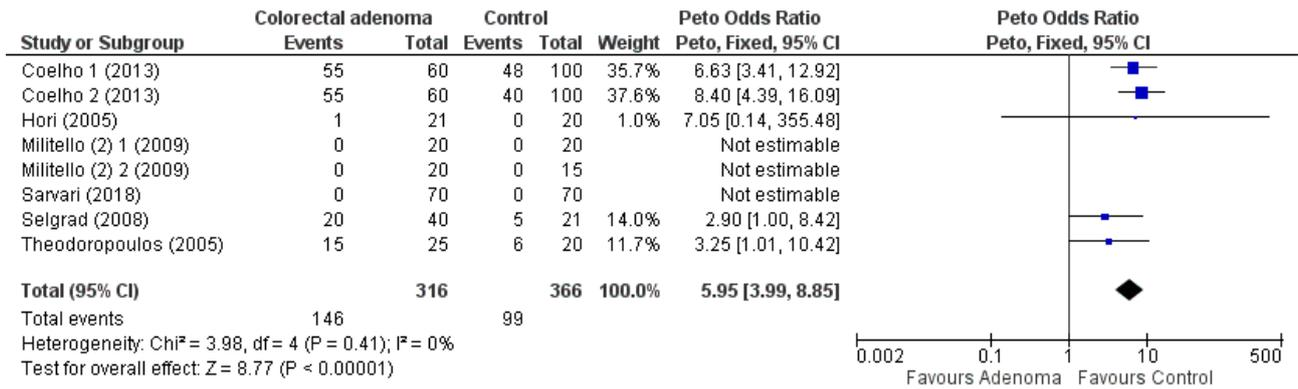 Colorectal adenoma Control Peto Odds Ratio Peto Odds Ratio
Study or Subgroup Events Total Events Total Weight Peto, Fixed, 95% CI Peto, Fixed, 95% CI
Coelho 1 (2013) 55 60 48 100 35.7% 6.63 [3.41, 12.92]
Coelho 2 (2013) 55 60 40 100 37.6% 8.40 [4.39, 16.09]
Hori (2005) 1 21 0 20 1.0% 7.05 [0.14, 355.48]
Militello (2) 1 (2009) 0 20 0 20 Not estimable
Militello (2) 2 (2009) 0 20 0 15 Not estimable
Sarvari (2018) 0 70 0 70 Not estimable
Selgrad (2008) 20 40 5 21 14.0% 2.90 [1.00, 8.42]
Theodoropoulos (2005) 15 25 6 20 11.7% 3.25 [1.01, 10.42]
Total (95% CI) 316 366 100.0% 5.95 [3.99, 8.85]
Total events 146 99
Heterogeneity: Chi² = 3.98, df = 4 (P = 0.41); I² = 0%
Test for overall effect: Z = 8.77 (P < 0.00001)
0.002 0.1 1 10 500
Favours Adenoma Favours Control